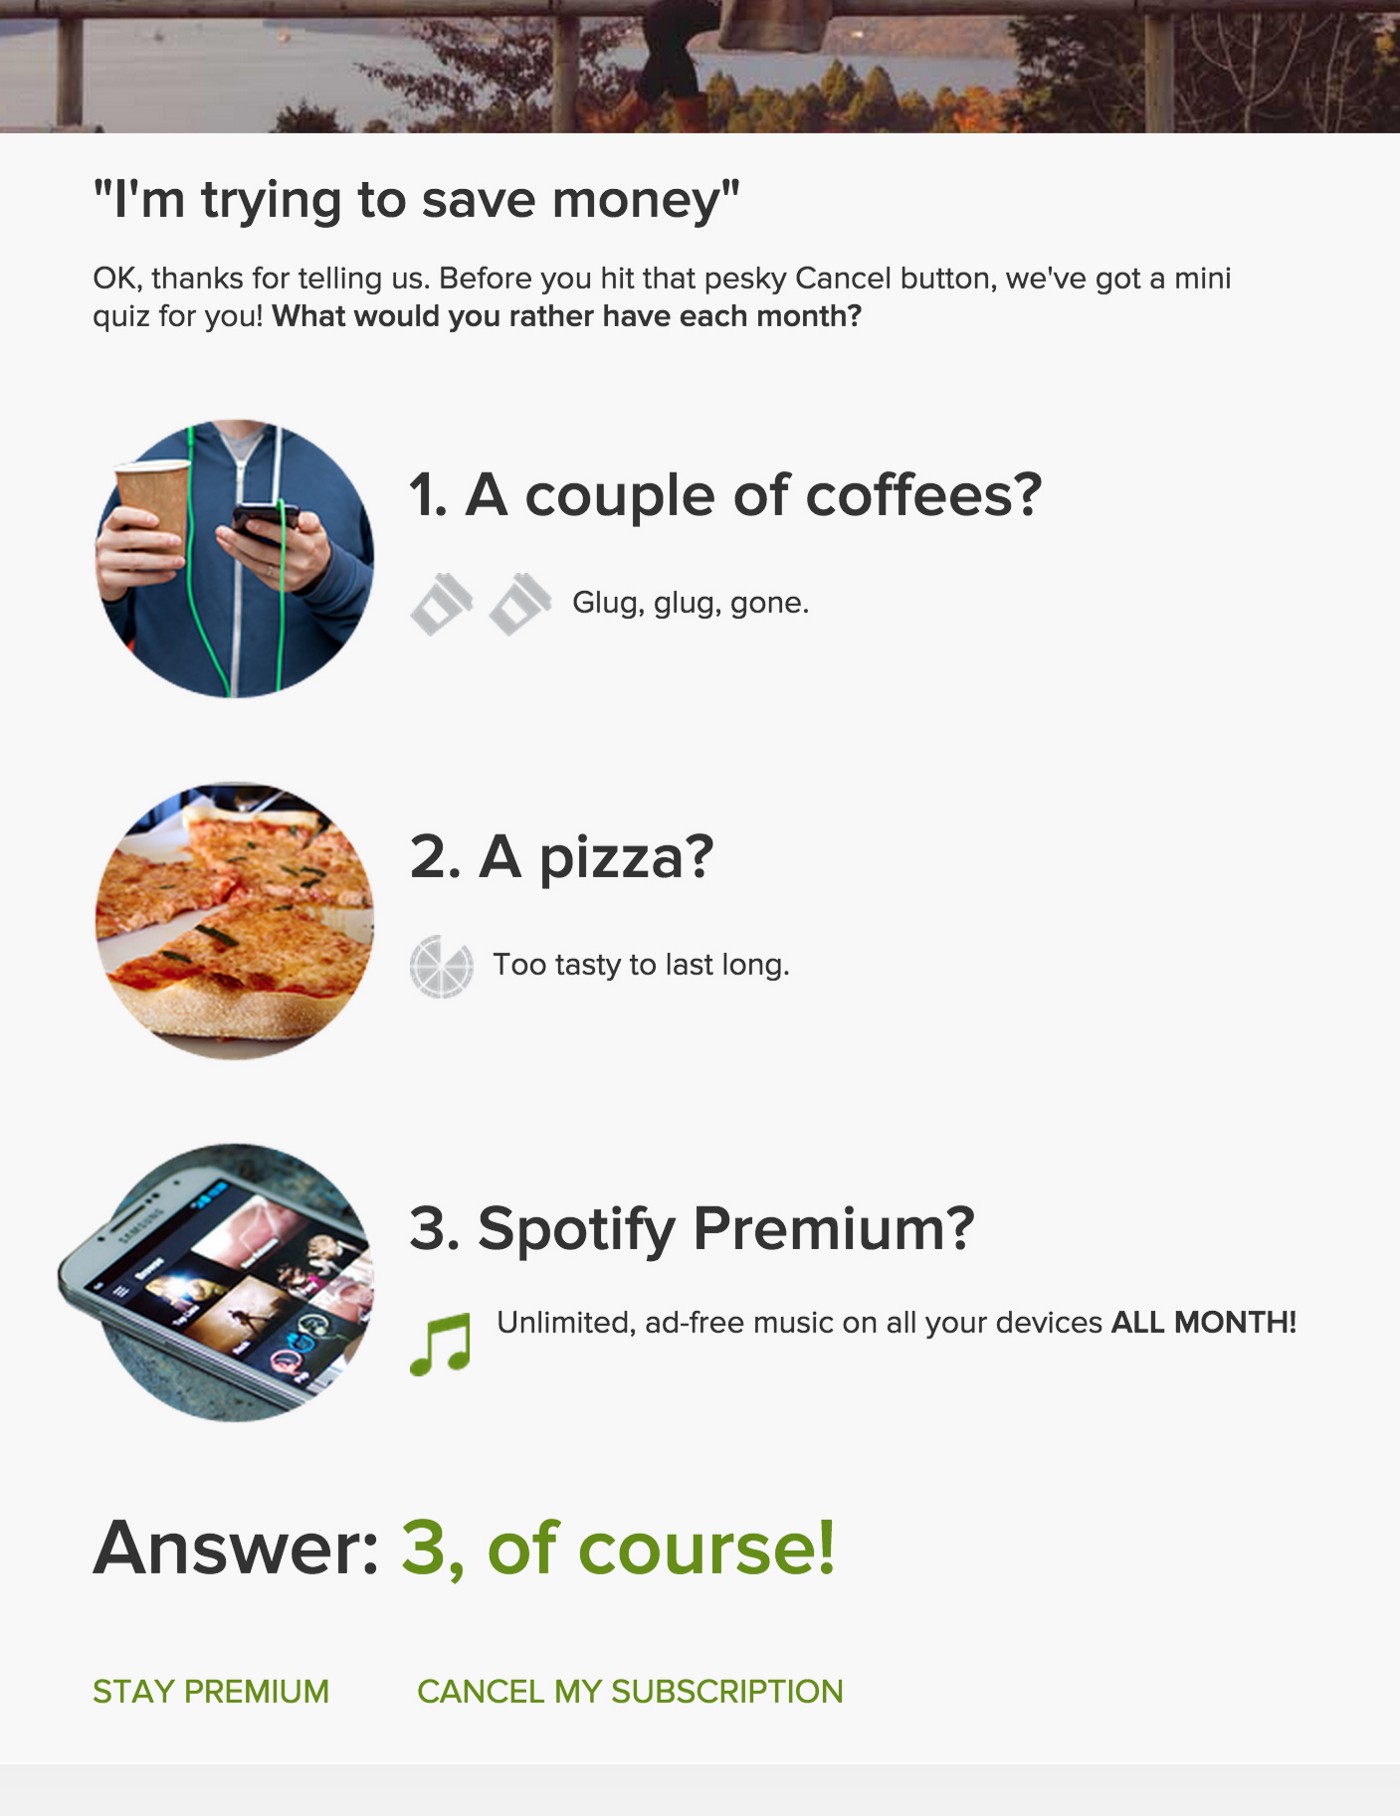 "I'm trying to save money"
OK, thanks for telling us. Before you hit that pesky Cancel button, we've got a mini
quiz for you! What would you rather have each month?
1. A couple of coffees?
Glug, glug, gone.
2. A pizza?
Too tasty to last long.
SAMSUNG
Browse
3. Spotify Premium?
Unlimited, ad-free music on all your devices ALL MONTH!
Answer: 3, of course!
STAY PREMIUM
CANCEL MY SUBSCRIPTION